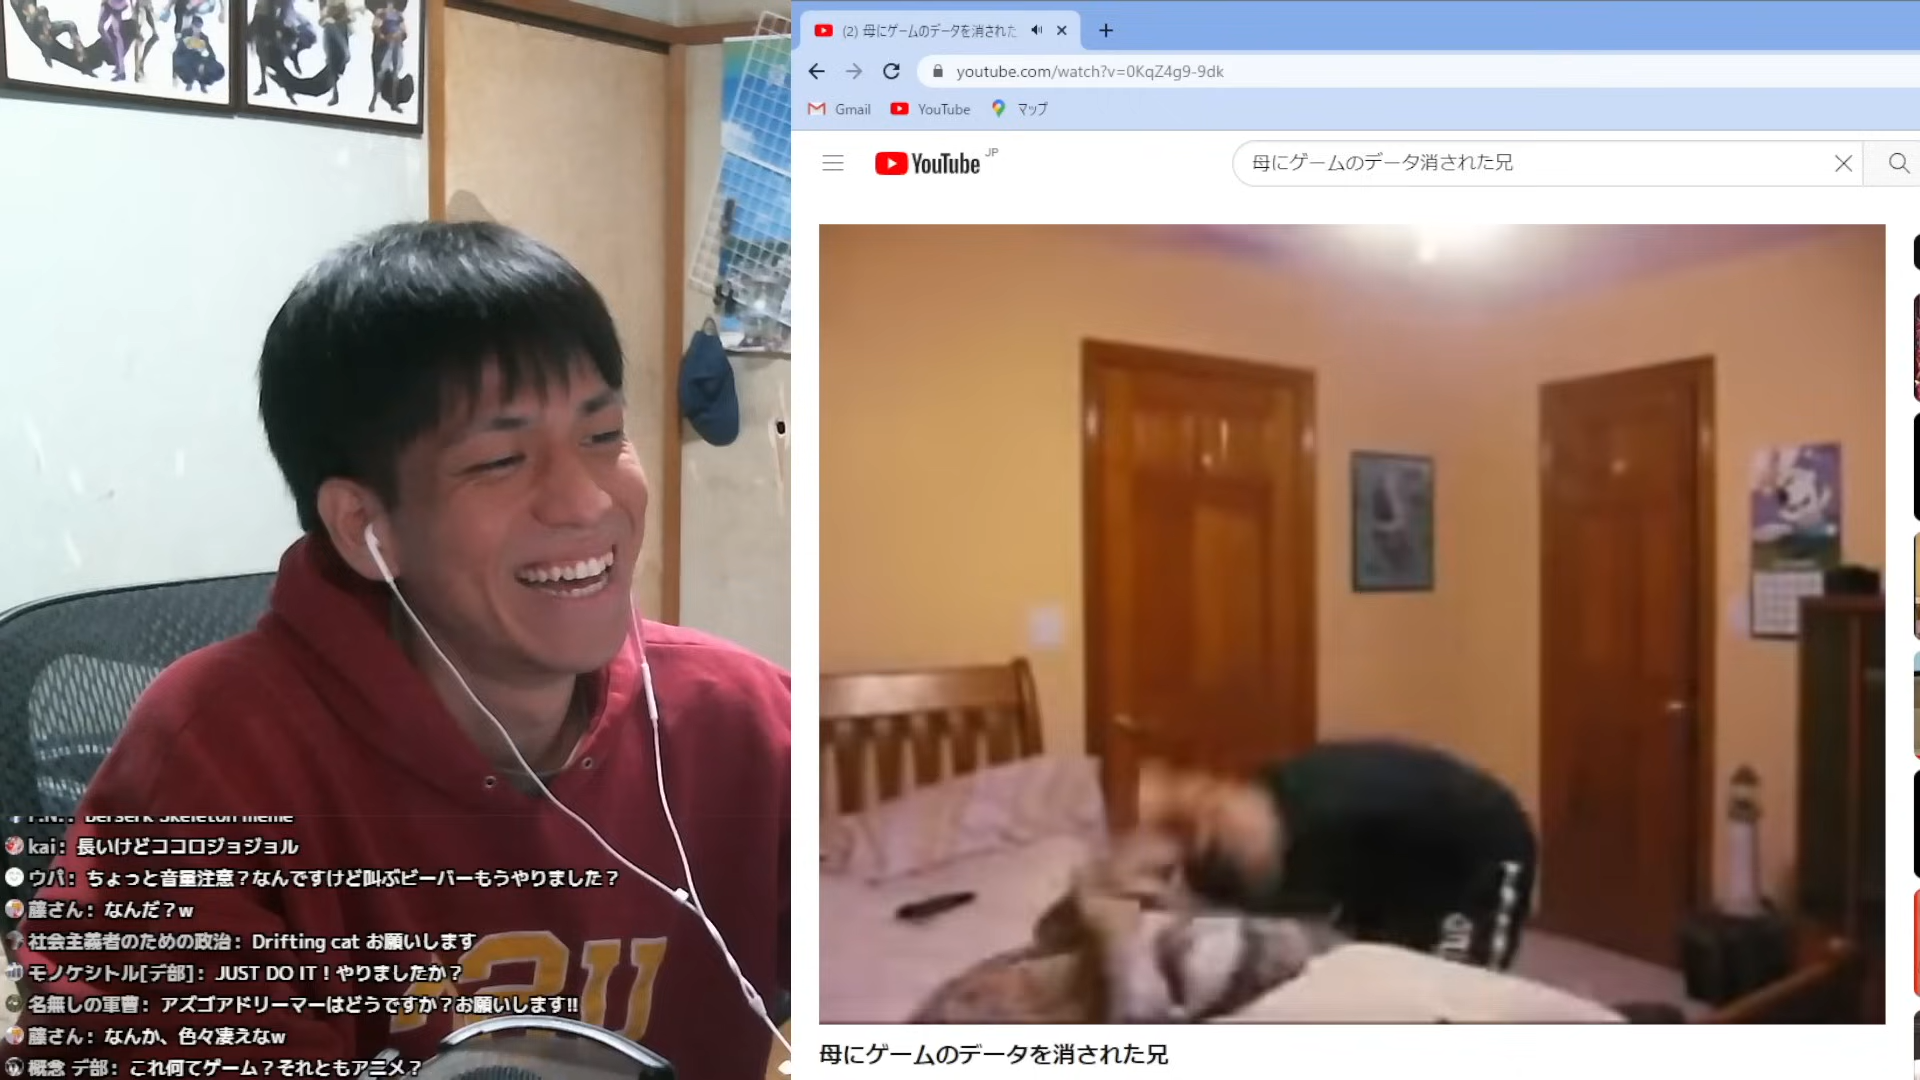 (2) 母にゲームのデータを消された
youtube.com/watch?v=0KqZ4g9-9dk
Gmail
YouTube
マップ
YouTube JP
母にゲームのデータ消された兄
母にゲームのデータを消された兄
Berserk Skeleton meme
kai: 長いけどココロジョジョル
ウパ: ちょっと音量注意?なんですけど叫ぶビーバーもうやりました?
藤さん: なんだ?w
社会主義者のための政治: Drifting cat お願いします
モノケシトル[デ部]: JUST DO IT!やりましたか?
名無しの軍曹: アズゴアドリーマーはどうですか?お願いします!!
藤さん: なんか、色々凄えなw
概念 デ部: これ何てゲーム?それともアニメ?